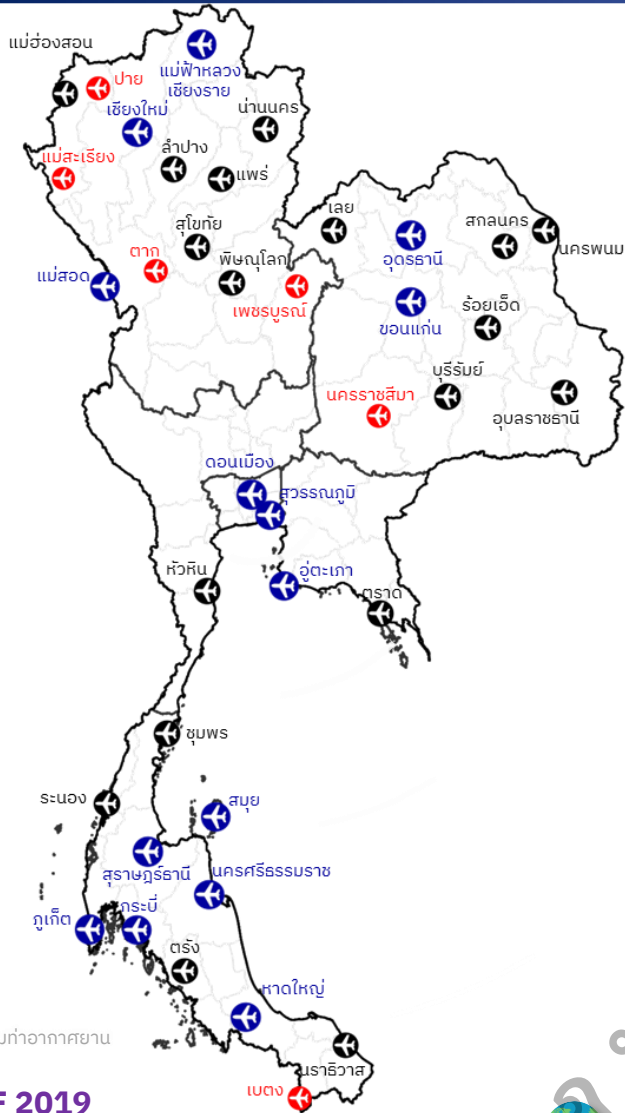 แม่ฮ่องสอน
ปาย
แม่ฟ้าหลวง
เชียงราย
เชียงใหม่
น่านนคร
ลำปาง
แม่สะเรียง
แพร่
เลย
สกลนคร
นครพนม
สุโขทัย
ตาก
พิษณุโลก
อุดรธานี
แม่สอด
เพชรบูรณ์
ขอนแก่น
ร้อยเอ็ด
บุรีรัมย์
นครราชสีมา
อุบลราชธานี
ดอนเมือง
สุวรรณภูมิ
หัวหิน
อู่ตะเภา
ตราด
ชุมพร
ระนอง
สมุย
สุราษฎร์ธานี
นครศรีธรรมราช
ภูเก็ต
กระบี่
ตรัง
หาดใหญ่
มท่าอากาศยาน
นราธิวาส
เบตง
F 2019